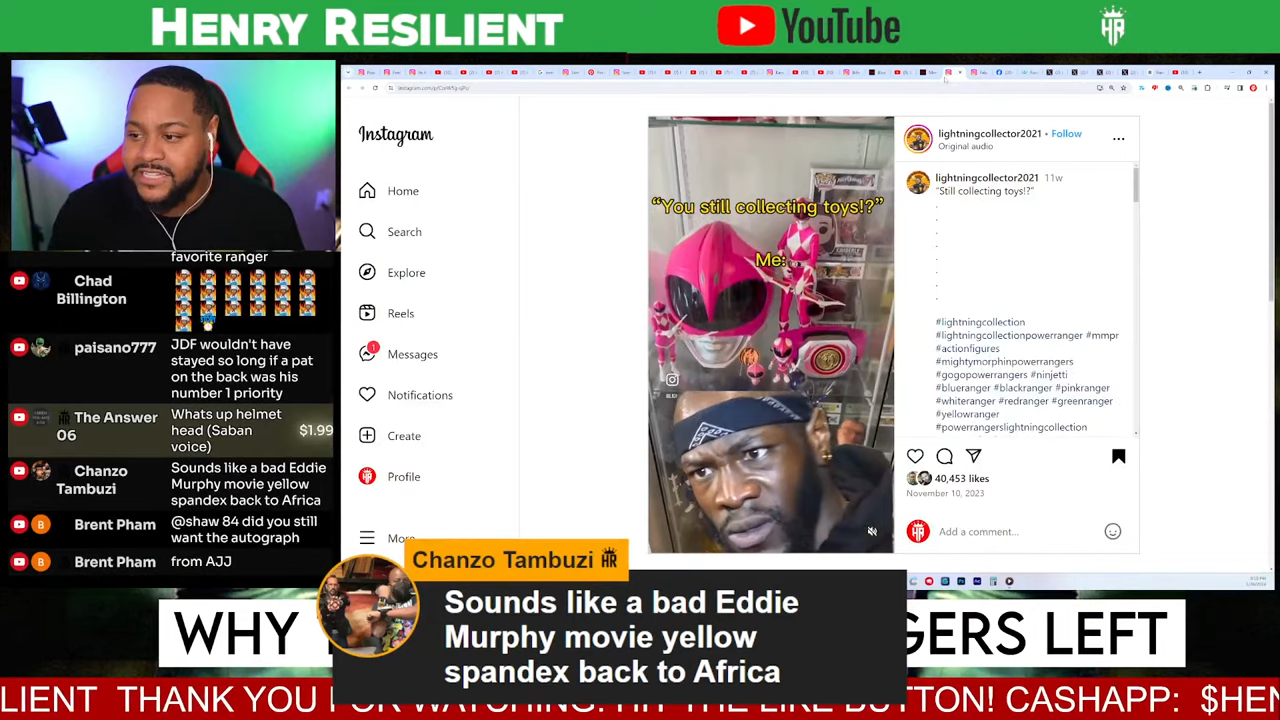 HENRY RESILIENT
YouTube
HR
instagram.com/p/
Instagram
Home
Search
Explore
Reels
1
Messages
Notifications
Create
HR
Profile
More
"You still collecting toys!?"
Me:
lightningcollector2021 • Follow
Original audio
lightningcollector2021 11w
"Still collecting toys!?"
.
.
.
.
.
.
.
.
#lightningcollection
#lightningcollectionpowerranger #mmpr
#actionfigures
#mightymorphinpowerrangers
#gogopowerrangers #ninjetti
#blueranger #blackranger #pinkranger
#whiteranger #redranger #greenranger
#yellowranger
#powerrangerslightningcollection
40,453 likes
November 10, 2023
HR
Add a comment...
favorite ranger
Chad
Billington
paisano777
JDF wouldn't have
stayed so long if a pat
on the back was his
number 1 priority
The Answer
06
Whats up helmet
head (Saban
voice)
$1.99
Chanzo
Tambuzi
Sounds like a bad Eddie
Murphy movie yellow
spandex back to Africa
B
Brent Pham
@shaw 84 did you still
want the autograph
B
Brent Pham
from AJJ
Chanzo Tambuzi HR
Sounds like a bad Eddie
Murphy movie yellow
spandex back to Africa
WHY GERS LEFT
LIENT THANK YOU FOR WATCHING! HIT THE LIKE BUTTON! CASHAPP: $HEN